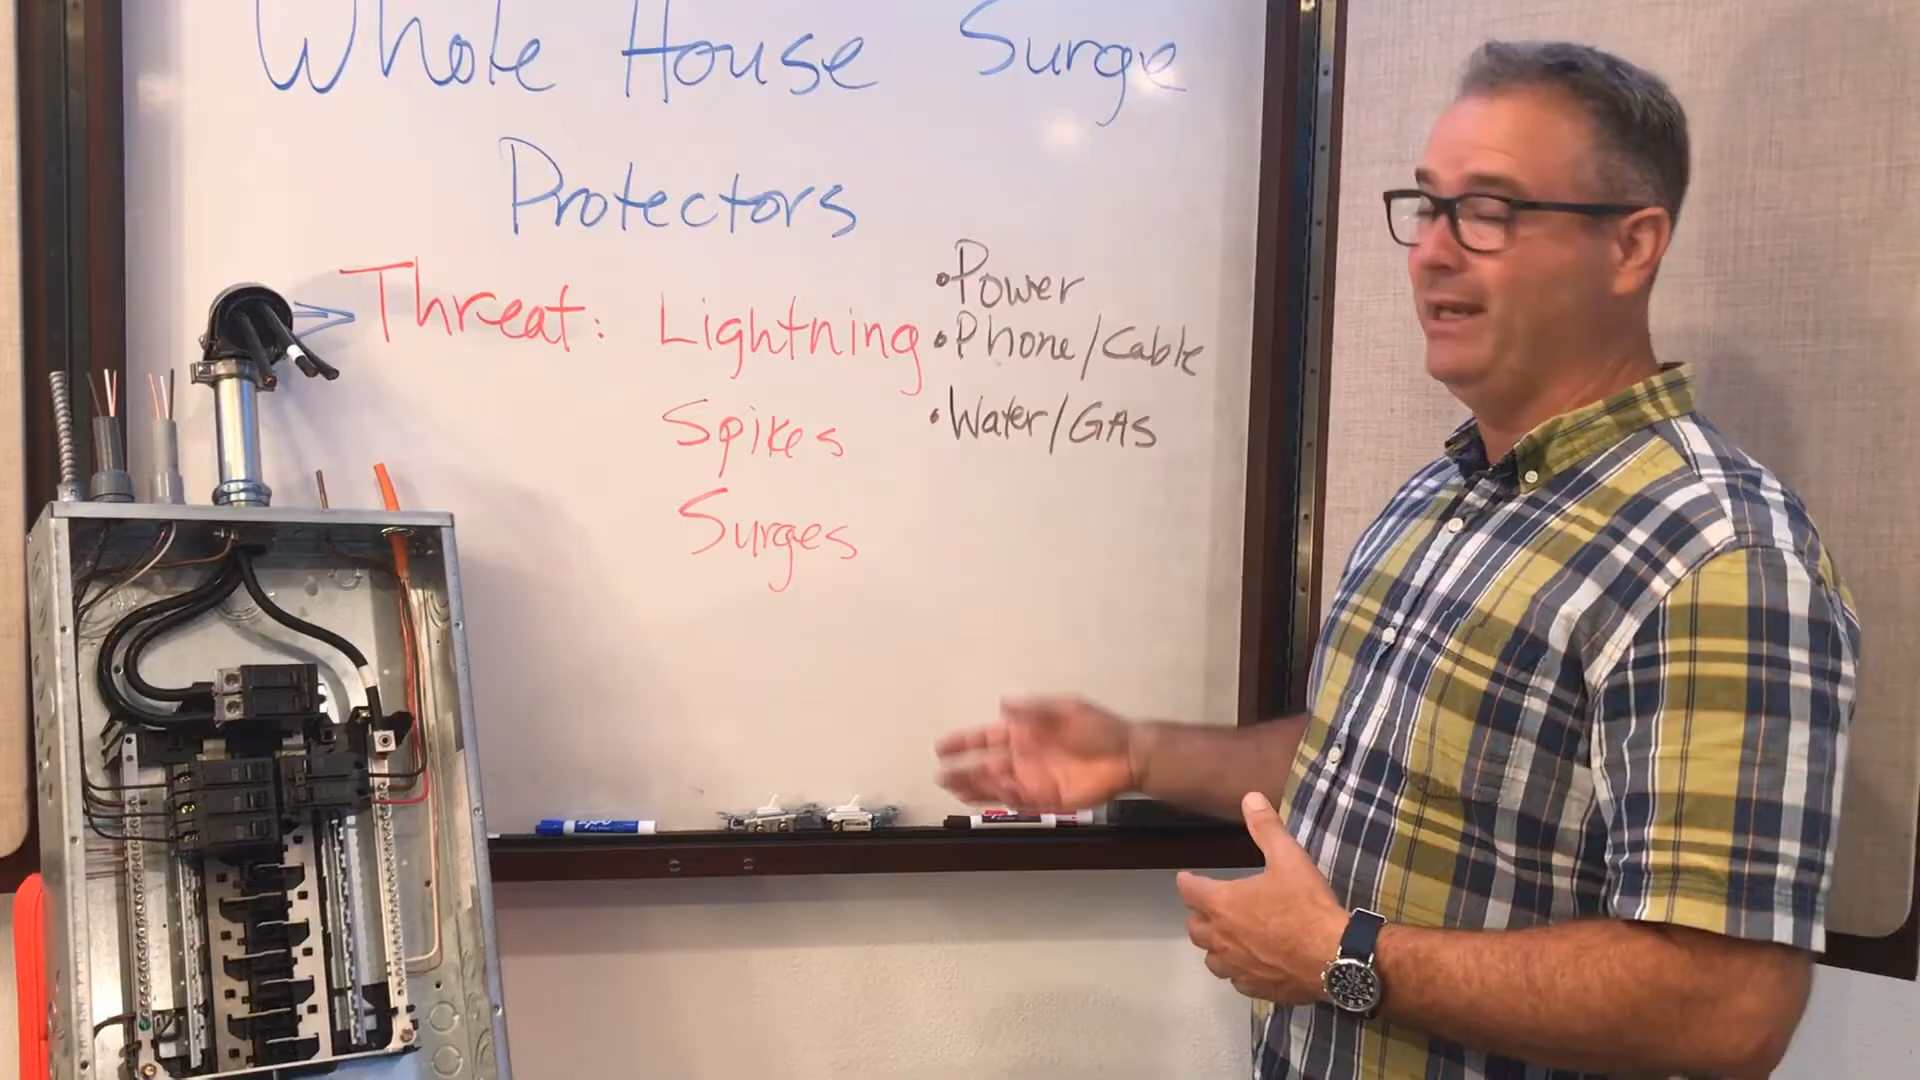 Whole House Surge
Protectors
Threat: Lightning
Spikes
Surges
•Power
•Phone/Cable
•Water/GAS